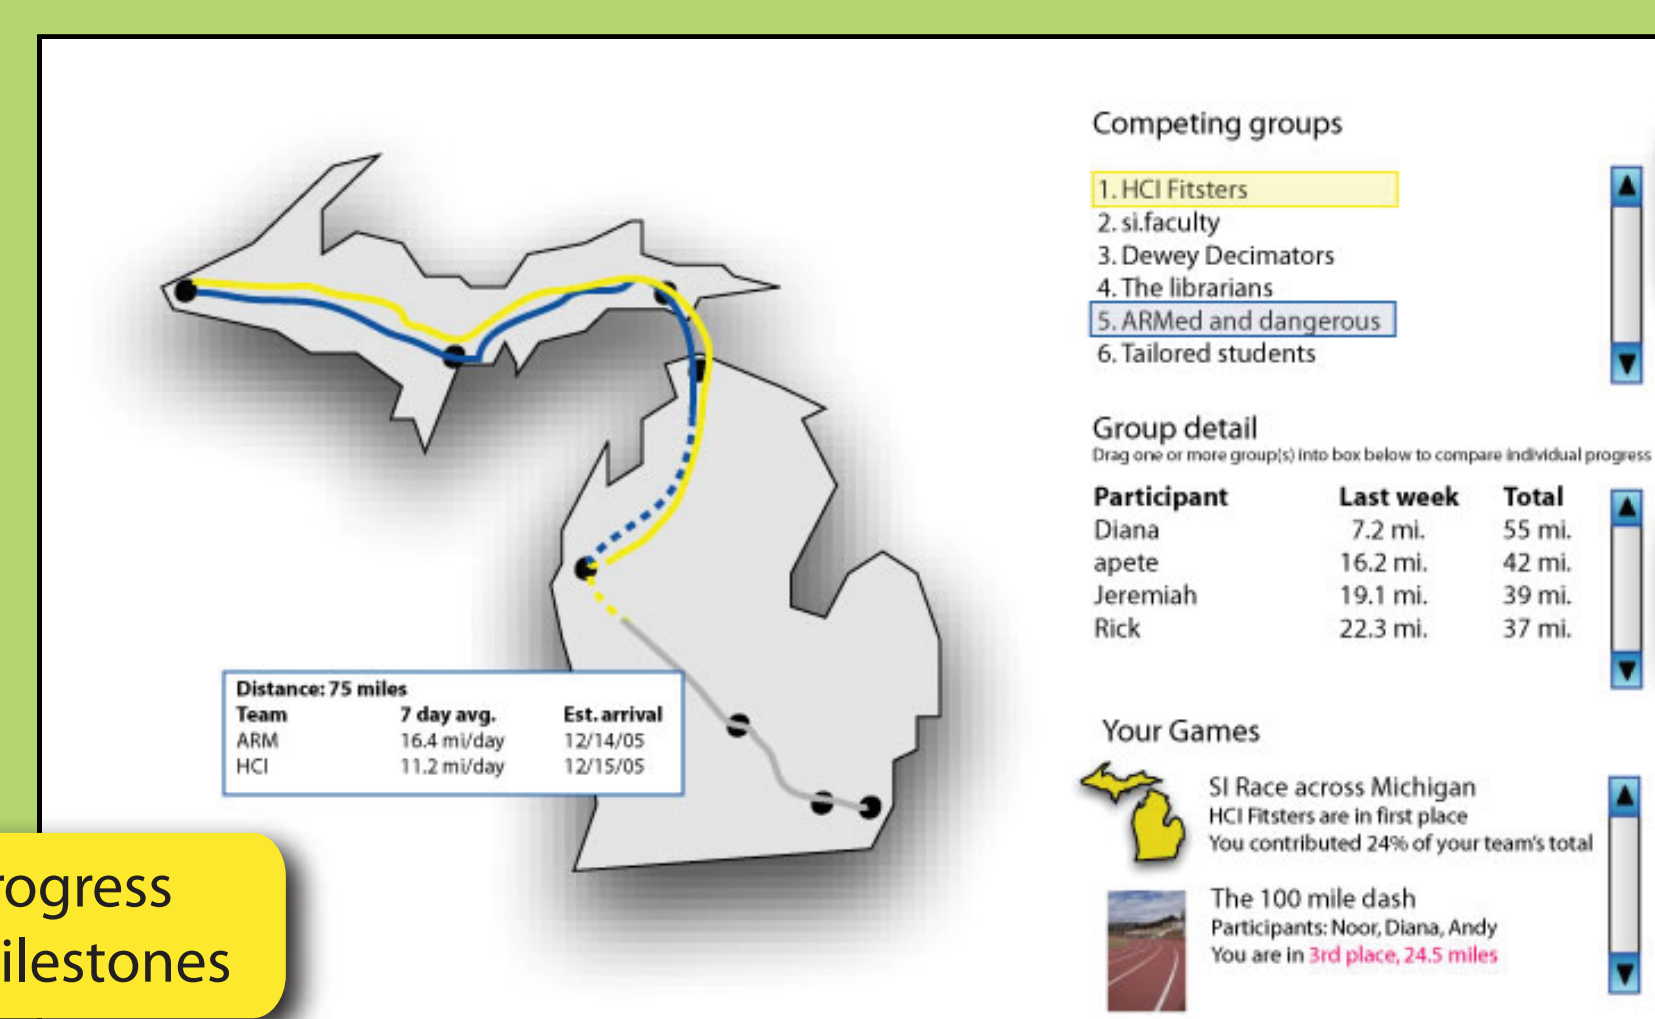 Competing groups
1. HCI Fitsters
2. si.faculty
3. Dewey Decimators
4. The librarians
5. ARMed and dangerous
6. Tailored students
Group detail
Drag one or more group(s) into box below to compare individual progress
Participant Last week Total
Diana 7.2 mi. 55 mi.
apete 16.2 mi. 42 mi.
Jeremiah 19.1 mi. 39 mi.
Rick 22.3 mi. 37 mi.
Distance: 75 miles
Team 7 day avg. Est. arrival
ARM 16.4 mi/day 12/14/05
HCI 11.2 mi/day 12/15/05
Your Games
SI Race across Michigan
HCI Fitsters are in first place
You contributed 24% of your team's total
The 100 mile dash
Participants: Noor, Diana, Andy
You are in 3rd place, 24.5 miles
rogress
ilestones